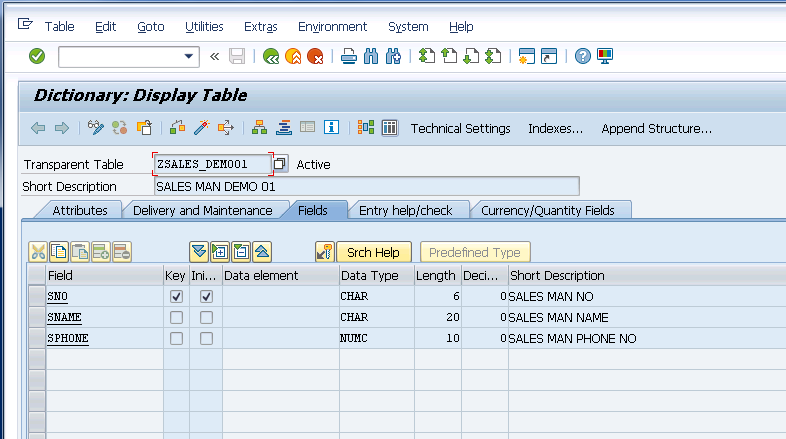 Table Edit Goto Utilities Extras Environment System Help
Dictionary: Display Table
Technical Settings Indexes... Append Structure...
Transparent Table ZSALES_DEMO01 Active
Short Description SALES MAN DEMO 01
Attributes Delivery and Maintenance Fields Entry help/check Currency/Quantity Fields
Srch Help Predefined Type
Field Key Ini... Data element Data Type Length Deci... Short Description
SNO CHAR 6 0 SALES MAN NO
SNAME CHAR 20 0 SALES MAN NAME
SPHONE NUMC 10 0 SALES MAN PHONE NO